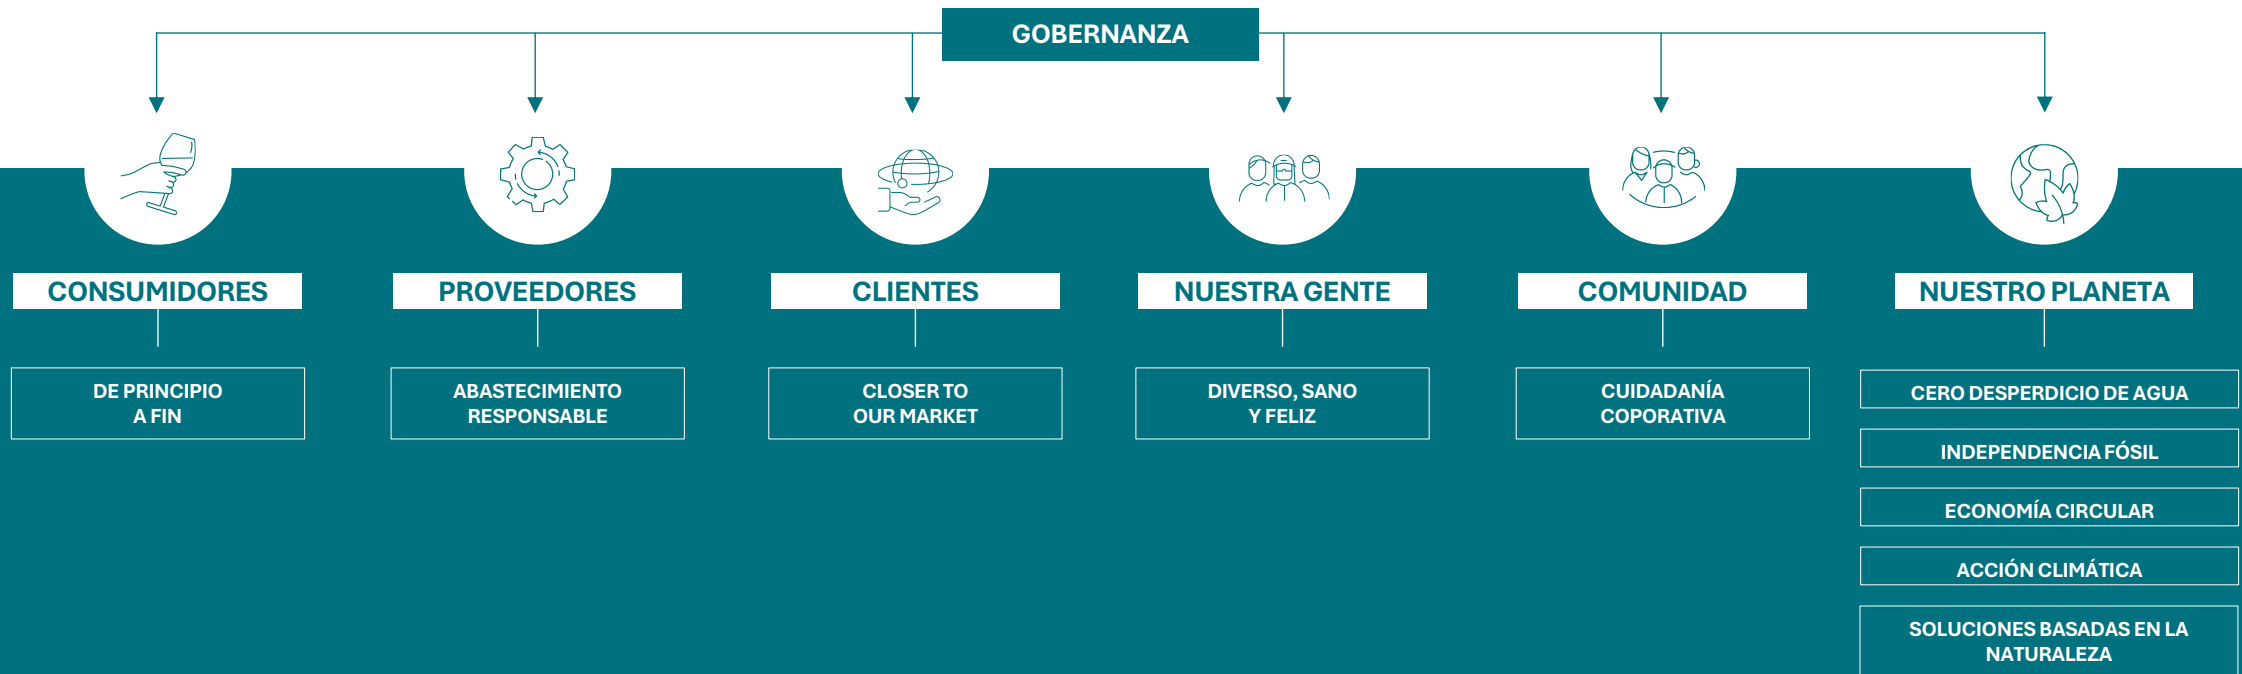 GOBERNANZA
CONSUMIDORES
DE PRINCIPIO
A FIN
PROVEEDORES
ABASTECIMIENTO
RESPONSABLE
CLIENTES
CLOSER TO
OUR MARKET
NUESTRA GENTE
DIVERSO, SANO
Y FELIZ
COMUNIDAD
CUIDADANÍA
COPORATIVA
NUESTRO PLANETA
CERO DESPERDICIO DE AGUA
INDEPENDENCIA FÓSIL
ECONOMÍA CIRCULAR
ACCIÓN CLIMÁTICA
SOLUCIONES BASADAS EN LA
NATURALEZA